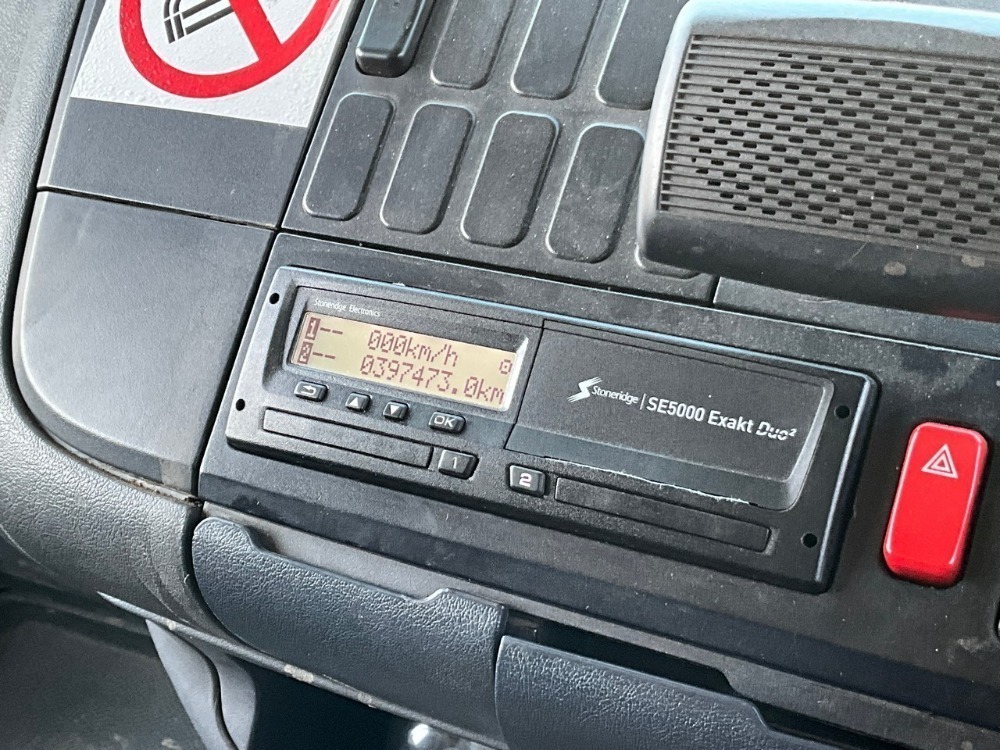 Stoneridge Electronics
1-- 000km/h
2-- 0397473.0km
OK
1
2
Stoneridge | SE5000 Exakt Duo²